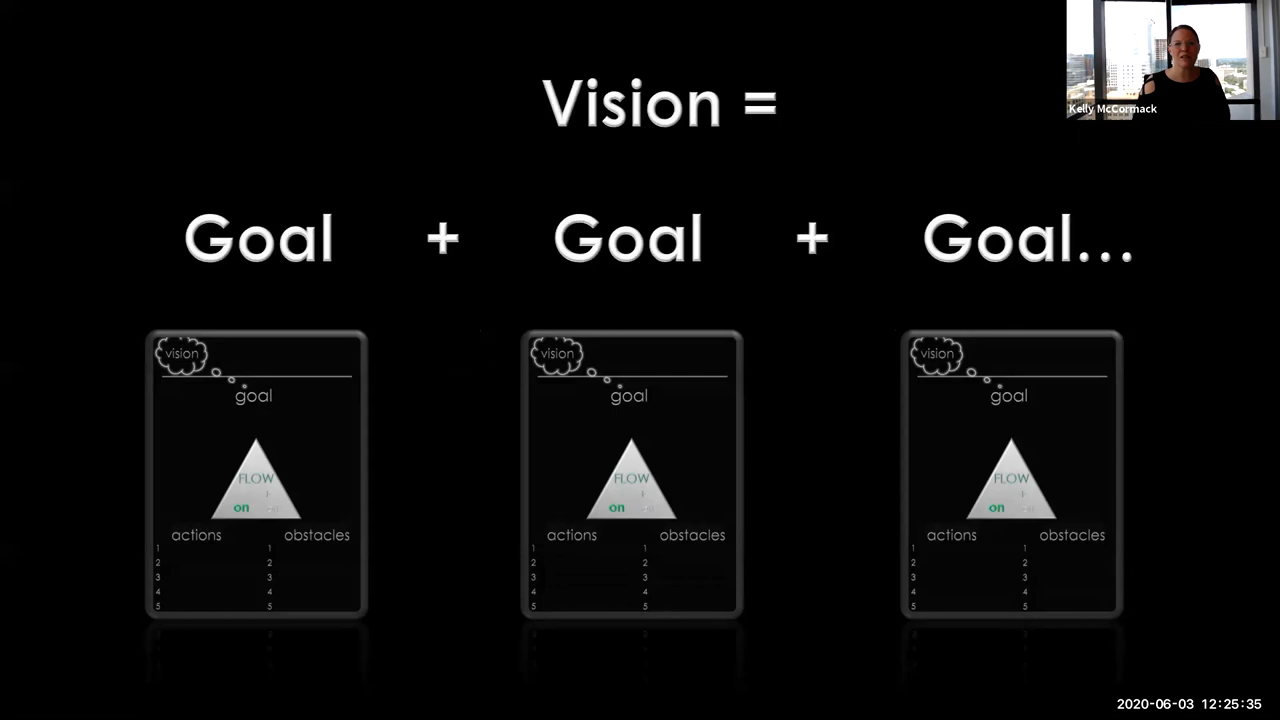 Kelly McCormack
Vision =
Goal + Goal + Goal...
vision
goal
FLOW
on
actions obstacles
1 1
2 2
3 3
4 4
5 5
vision
goal
FLOW
on
actions obstacles
1 1
2 2
3 3
4 4
5 5
vision
goal
FLOW
on
actions obstacles
1 1
2 2
3 3
4 4
5 5
2020-06-03 12:25:35